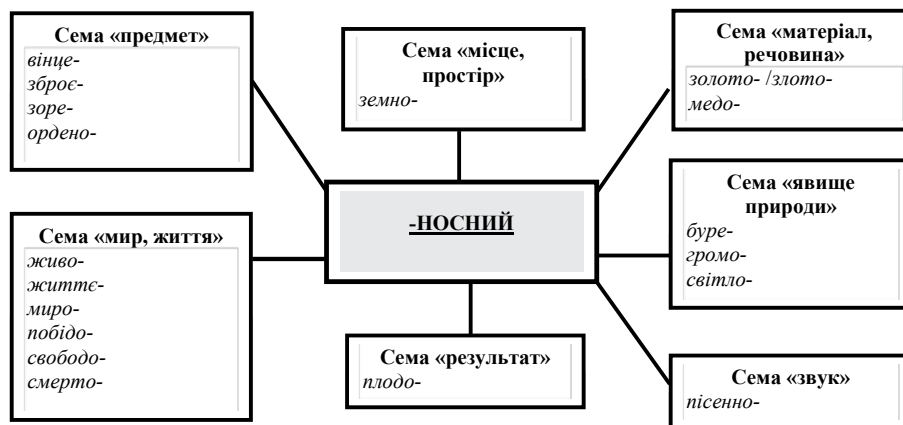 Сема «предмет»
вінце-
зброє-
зоре-
ордено-
Сема «місце,
простір»
земно-
Сема «матеріал,
речовина»
золото- /злото-
медо-
-НОСНИЙ
Сема «явище
природи»
буре-
громо-
світло-
Сема «мир, життя»
живо-
життє-
миро-
побідо-
свободо-
смерто-
Сема «результат»
плодо-
Сема «звук»
пісенно-